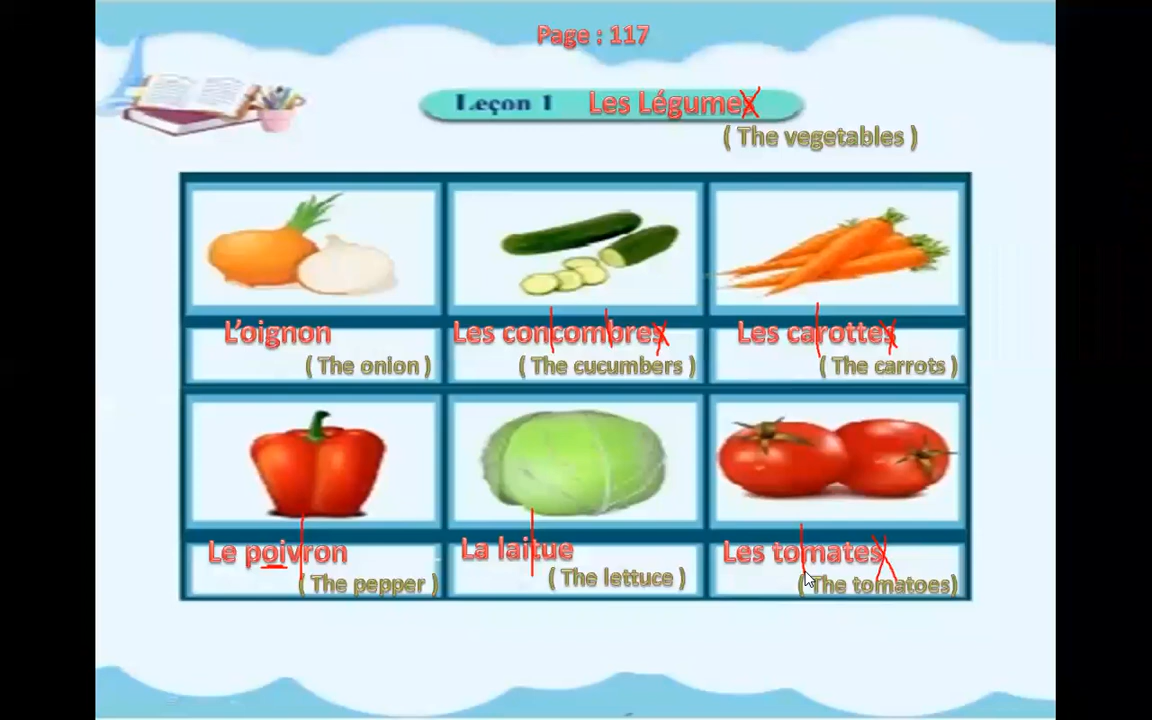 Page : 117
Leçon 1 Les Légumes
( The vegetables )
L'oignon
( The onion )
Les concombres
( The cucumbers )
Les carottes
( The carrots )
Le poivron
( The pepper )
La laitue
( The lettuce )
Les tomates
( The tomatoes)